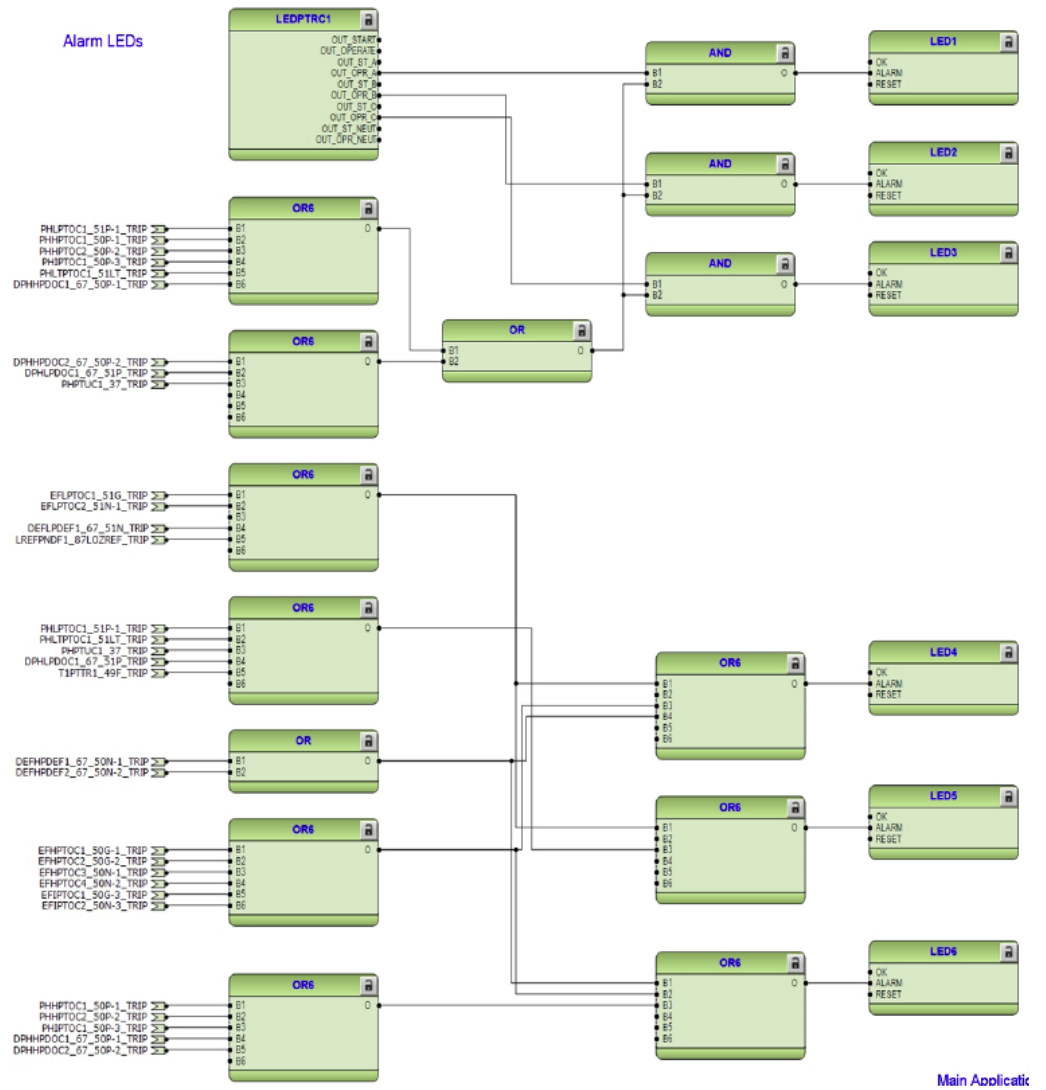 Alarm LEDs
LEDPTRC1
OUT_START
OUT_OPERATE
OUT_ST_A
OUT_OPR_A
OUT_ST_B
OUT_OPR_B
OUT_ST_C
OUT_OPR_C
OUT_ST_NEUT
OUT_OPR_NEUT
AND
B1 O
B2
LED1
OK
ALARM
RESET
AND
B1 O
B2
LED2
OK
ALARM
RESET
OR6
PHLPTOC1_51P-1_TRIP B1 O
PHHPTOC1_50P-1_TRIP B2
PHHPTOC2_50P-2_TRIP B3
PHIPTOC1_50P-3_TRIP B4
PHLTPTOC1_51LT_TRIP B5
DPHHPDOC1_67_50P-1_TRIP B6
AND
B1 O
B2
LED3
OK
ALARM
RESET
OR6
DPHHPDOC2_67_50P-2_TRIP B1 O
DPHLPDOC1_67_51P_TRIP B2
PHPTUC1_37_TRIP B3
B4
B5
B6
OR
B1 O
B2
OR6
EFLPTOC1_51G_TRIP B1 O
EFLPTOC2_51N-1_TRIP B2
B3
DEFLPDEF1_67_51N_TRIP B4
LREFPNDF1_87LOZREF_TRIP B5
B6
OR6
PHLPTOC1_51P-1_TRIP B1 O
PHLTPTOC1_51LT_TRIP B2
PHPTUC1_37_TRIP B3
DPHLPDOC1_67_51P_TRIP B4
T1PTTR1_49F_TRIP B5
B6
OR6
B1 O
B2
B3
B4
B5
B6
LED4
OK
ALARM
RESET
OR
DEFHPDEF1_67_50N-1_TRIP B1 O
DEFHPDEF2_67_50N-2_TRIP B2
OR6
B1 O
B2
B3
B4
B5
B6
LED5
OK
ALARM
RESET
OR6
EFHPTOC1_50G-1_TRIP B1 O
EFHPTOC2_50G-2_TRIP B2
EFHPTOC3_50N-1_TRIP B3
EFHPTOC4_50N-2_TRIP B4
EFIPTOC1_50G-3_TRIP B5
EFIPTOC2_50N-3_TRIP B6
OR6
B1 O
B2
B3
B4
B5
B6
LED6
OK
ALARM
RESET
OR6
PHHPTOC1_50P-1_TRIP B1 O
PHHPTOC2_50P-2_TRIP B2
PHIPTOC1_50P-3_TRIP B3
DPHHPDOC1_67_50P-1_TRIP B4
DPHHPDOC2_67_50P-2_TRIP B5
B6
Main Applicatio